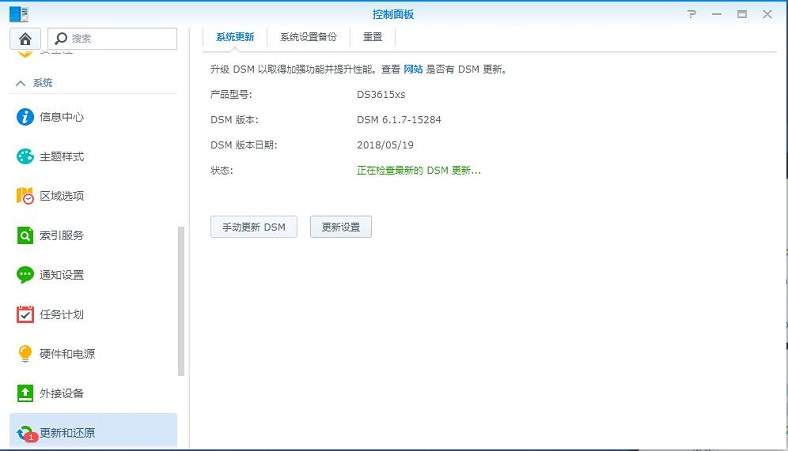 控制面板
搜索
系统更新 系统设置备份 重置
升级 DSM 以取得加强功能并提升性能。查看 网站 是否有 DSM 更新。
产品型号: DS3615xs
DSM 版本: DSM 6.1.7-15284
DSM 版本日期: 2018/05/19
状态: 正在检查最新的 DSM 更新...
手动更新 DSM 更新设置
系统
信息中心
主题样式
区域选项
索引服务
通知设置
任务计划
硬件和电源
外接设备
1 更新和还原